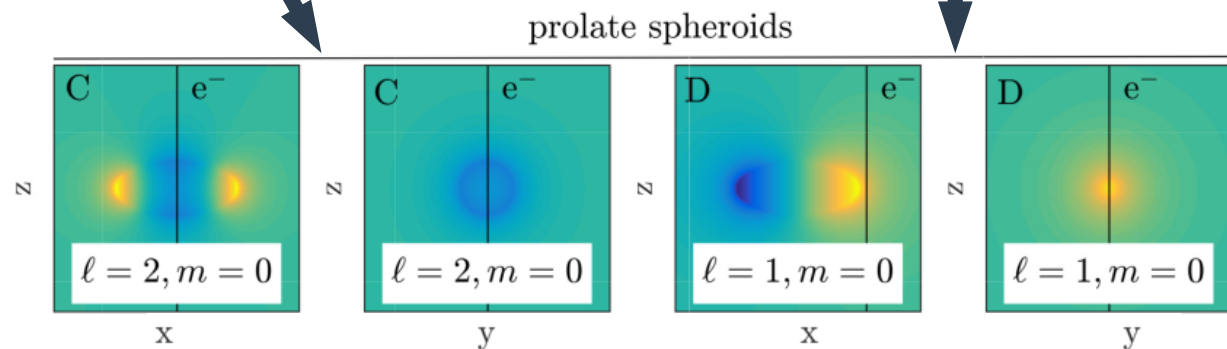 prolate spheroids
C e⁻ C e⁻ D e⁻ D e⁻
z z z z
ℓ = 2, m = 0 ℓ = 2, m = 0 ℓ = 1, m = 0 ℓ = 1, m = 0
x y x y